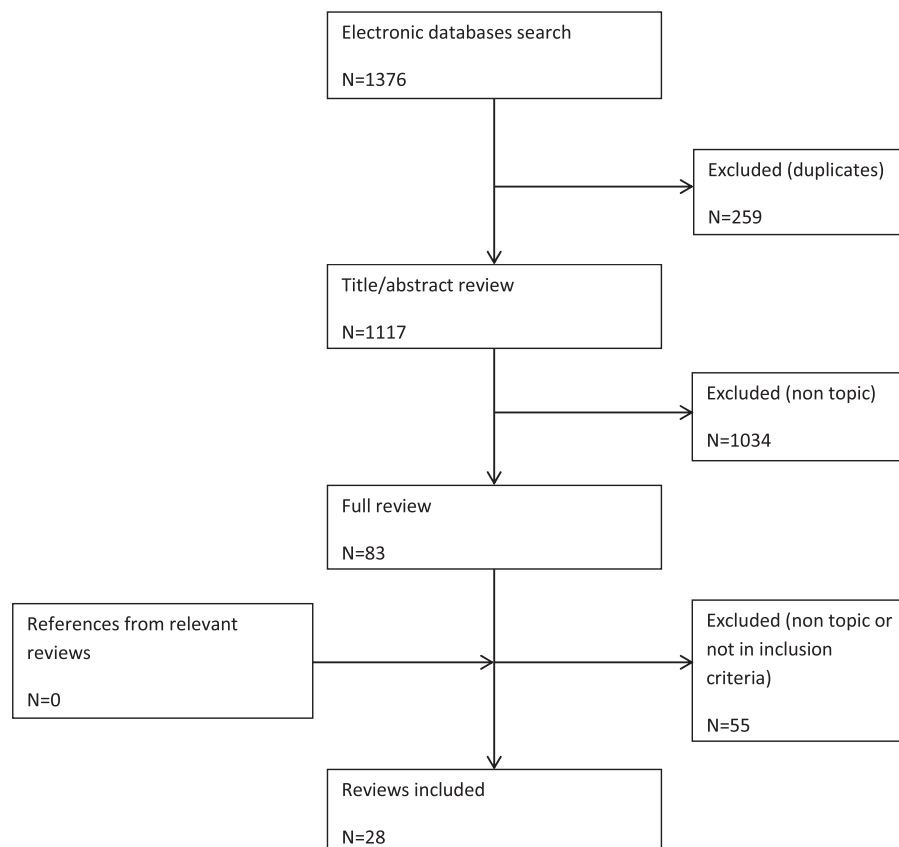 Electronic databases search
N=1376
Excluded (duplicates)
N=259
Title/abstract review
N=1117
Excluded (non topic)
N=1034
Full review
N=83
References from relevant
reviews
N=0
Excluded (non topic or
not in inclusion
criteria)
N=55
Reviews included
N=28